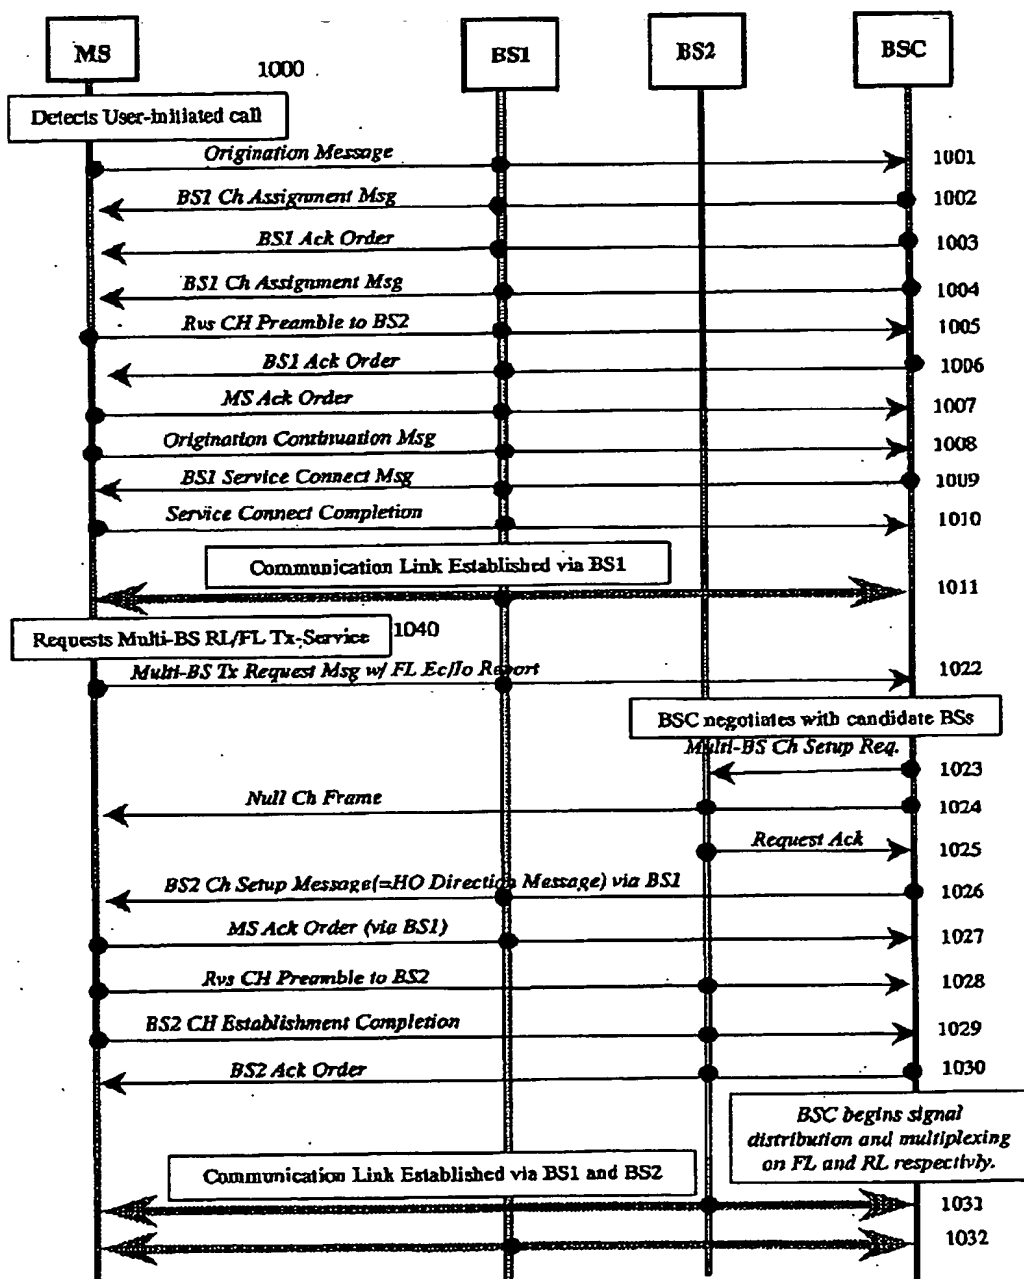 MS
BS1
BS2
BSC
1000
Detects User-initiated call
Origination Message
1001
BS1 Ch Assignment Msg
1002
BS1 Ack Order
1003
BS1 Ch Assignment Msg
1004
Rvs CH Preamble to BS2
1005
BS1 Ack Order
1006
MS Ack Order
1007
Origination Continuation Msg
1008
BS1 Service Connect Msg
1009
Service Connect Completion
1010
Communication Link Established via BS1
1011
Requests Multi-BS RL/FL Tx-Service
1040
Multi-BS Tx Request Msg w/ FL Ec/Io Report
1022
BSC negotiates with candidate BSs
Multi-BS Ch Setup Req.
1023
Null Ch Frame
1024
Request Ack
1025
BS2 Ch Setup Message(=HO Direction Message) via BS1
1026
MS Ack Order (via BS1)
1027
Rvs CH Preamble to BS2
1028
BS2 CH Establishment Completion
1029
BS2 Ack Order
1030
BSC begins signal
distribution and multiplexing
on FL and RL respectivly.
Communication Link Established via BS1 and BS2
1031
1032